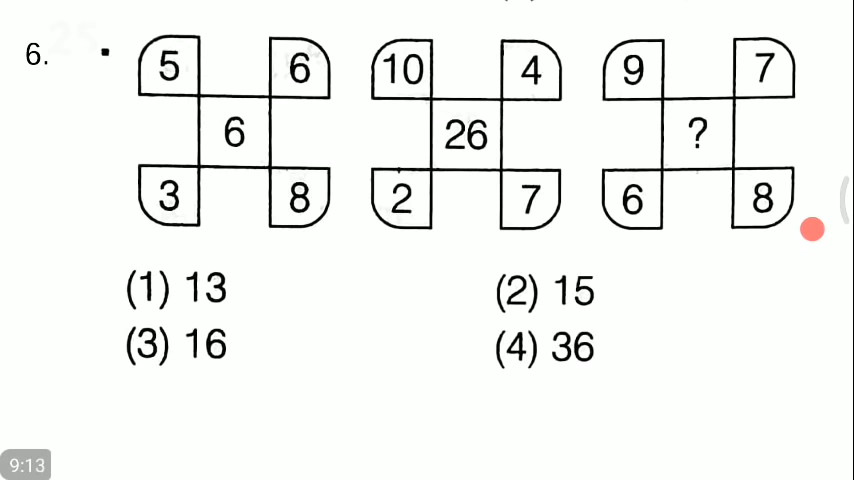 6.
5 6 10 4 9 7
6 26 ?
3 8 2 7 6 8
(1) 13 (2) 15
(3) 16 (4) 36
9:13